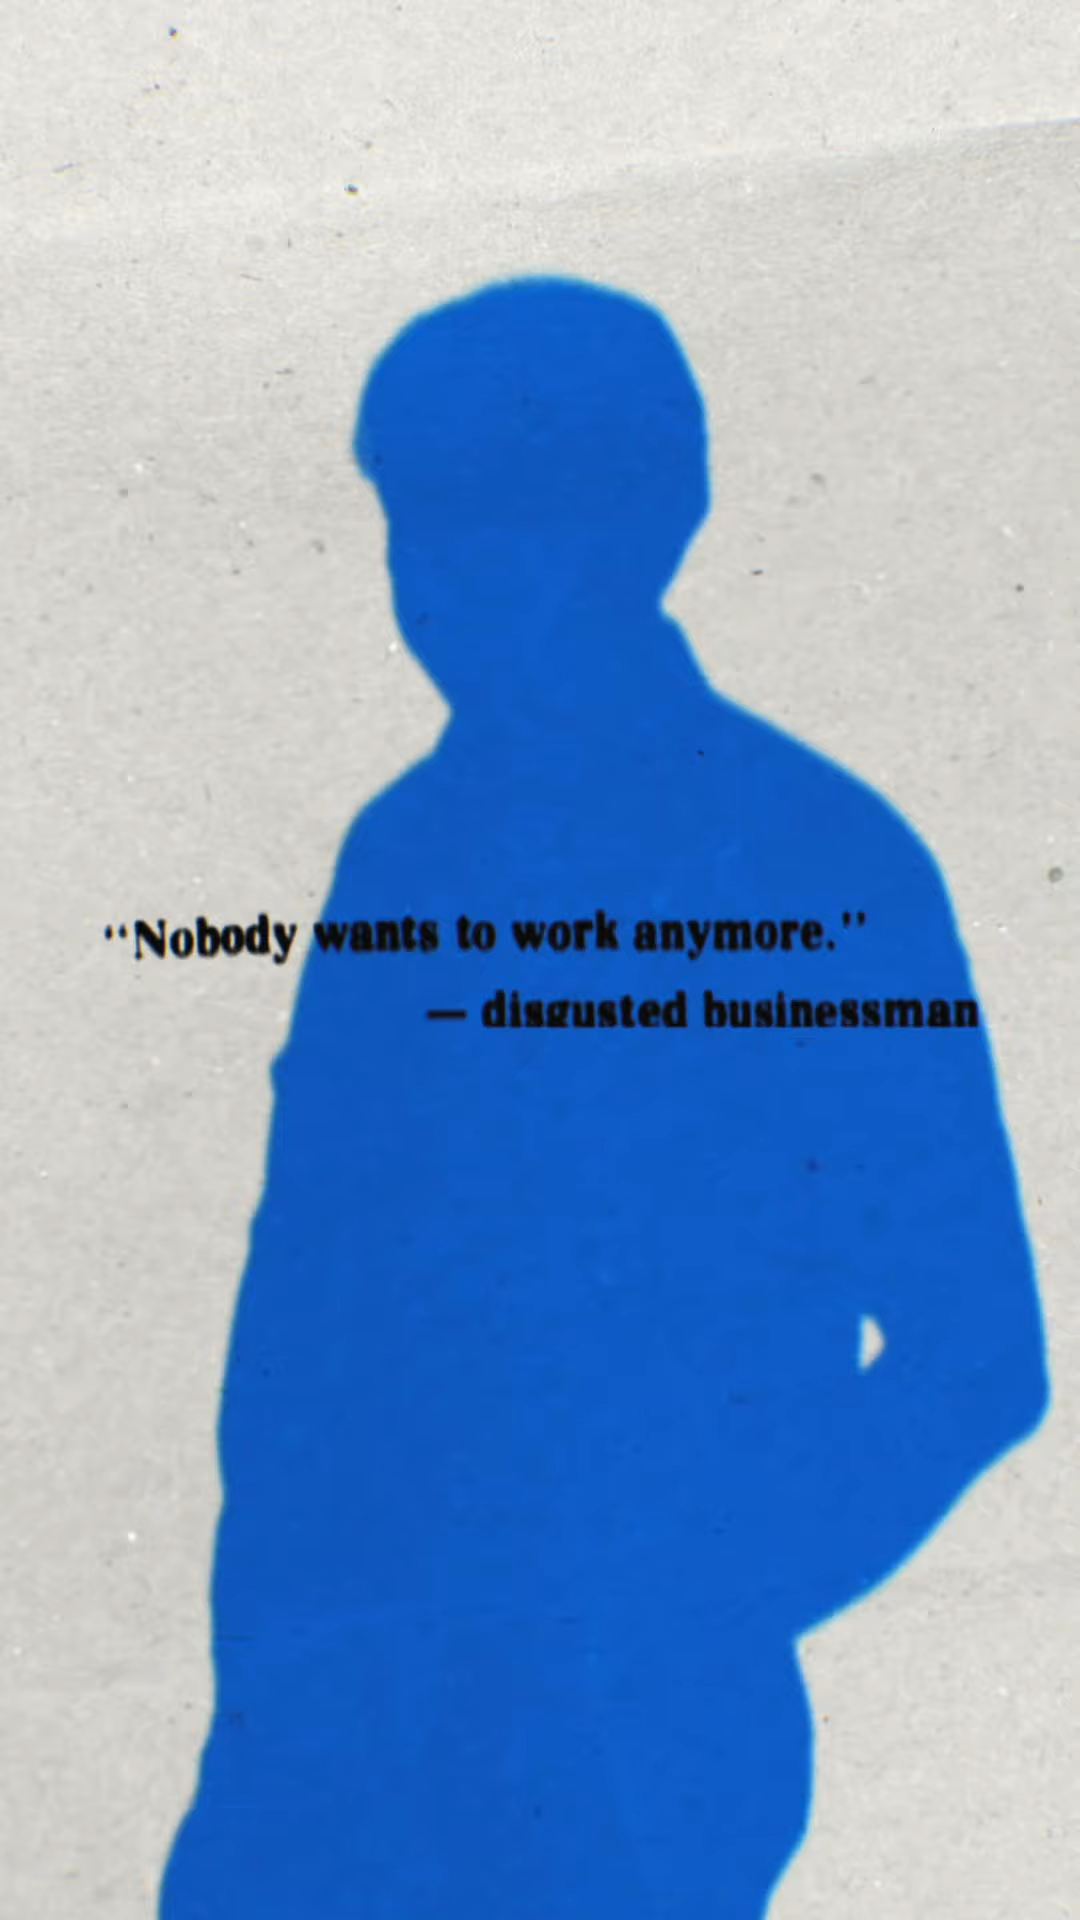 “Nobody wants to work anymore.”
— disgusted businessman